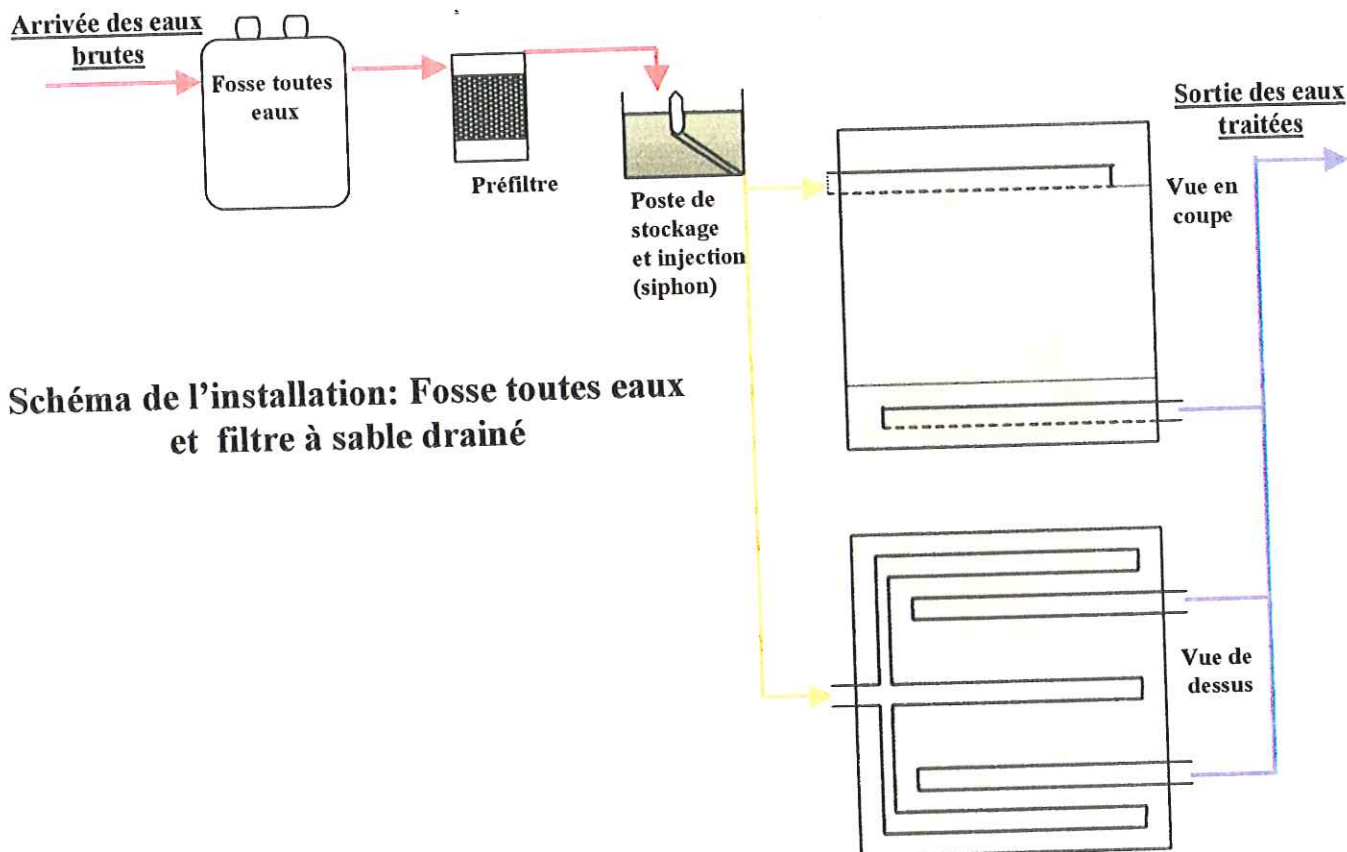 Arrivée des eaux
brutes
Fosse toutes
eaux
Préfiltre
Poste de
stockage
et injection
(siphon)
Sortie des eaux
traitées
Vue en
coupe
Schéma de l'installation: Fosse toutes eaux
et filtre à sable drainé
Vue de
dessus